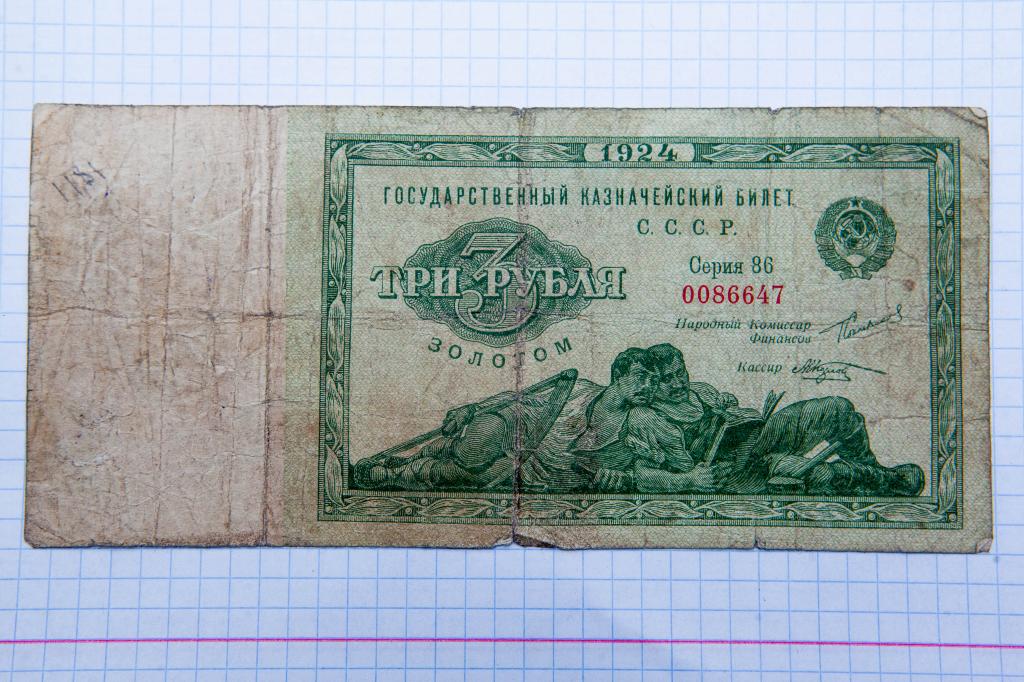 1924
ГОСУДАРСТВЕННЫЙ КАЗНАЧЕЙСКИЙ БИЛЕТ
С. С. С. Р.
3
ТРИ РУБЛЯ
ЗОЛОТОМ
Серия 86
0086647
Народный Комиссар
Финансов
Кассир